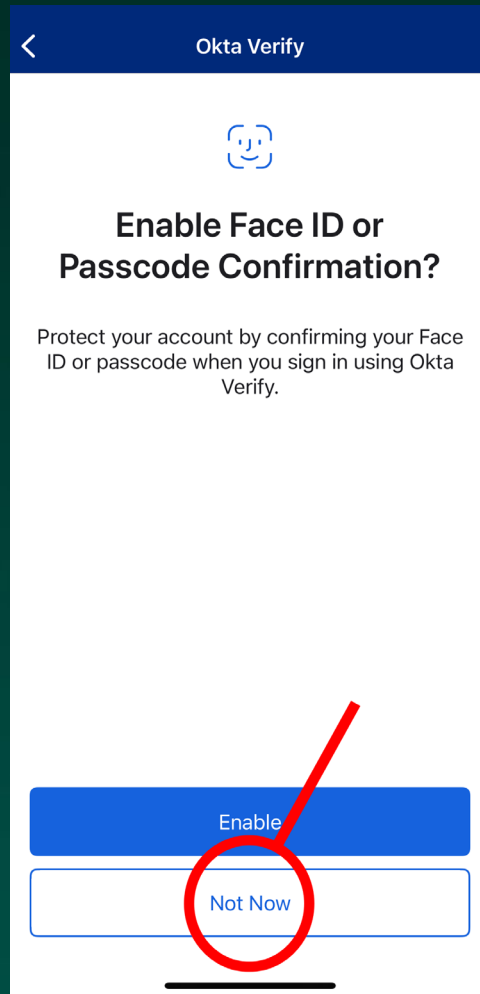 Okta Verify
Enable Face ID or
Passcode Confirmation?
Protect your account by confirming your Face
ID or passcode when you sign in using Okta
Verify.
Enable
Not Now